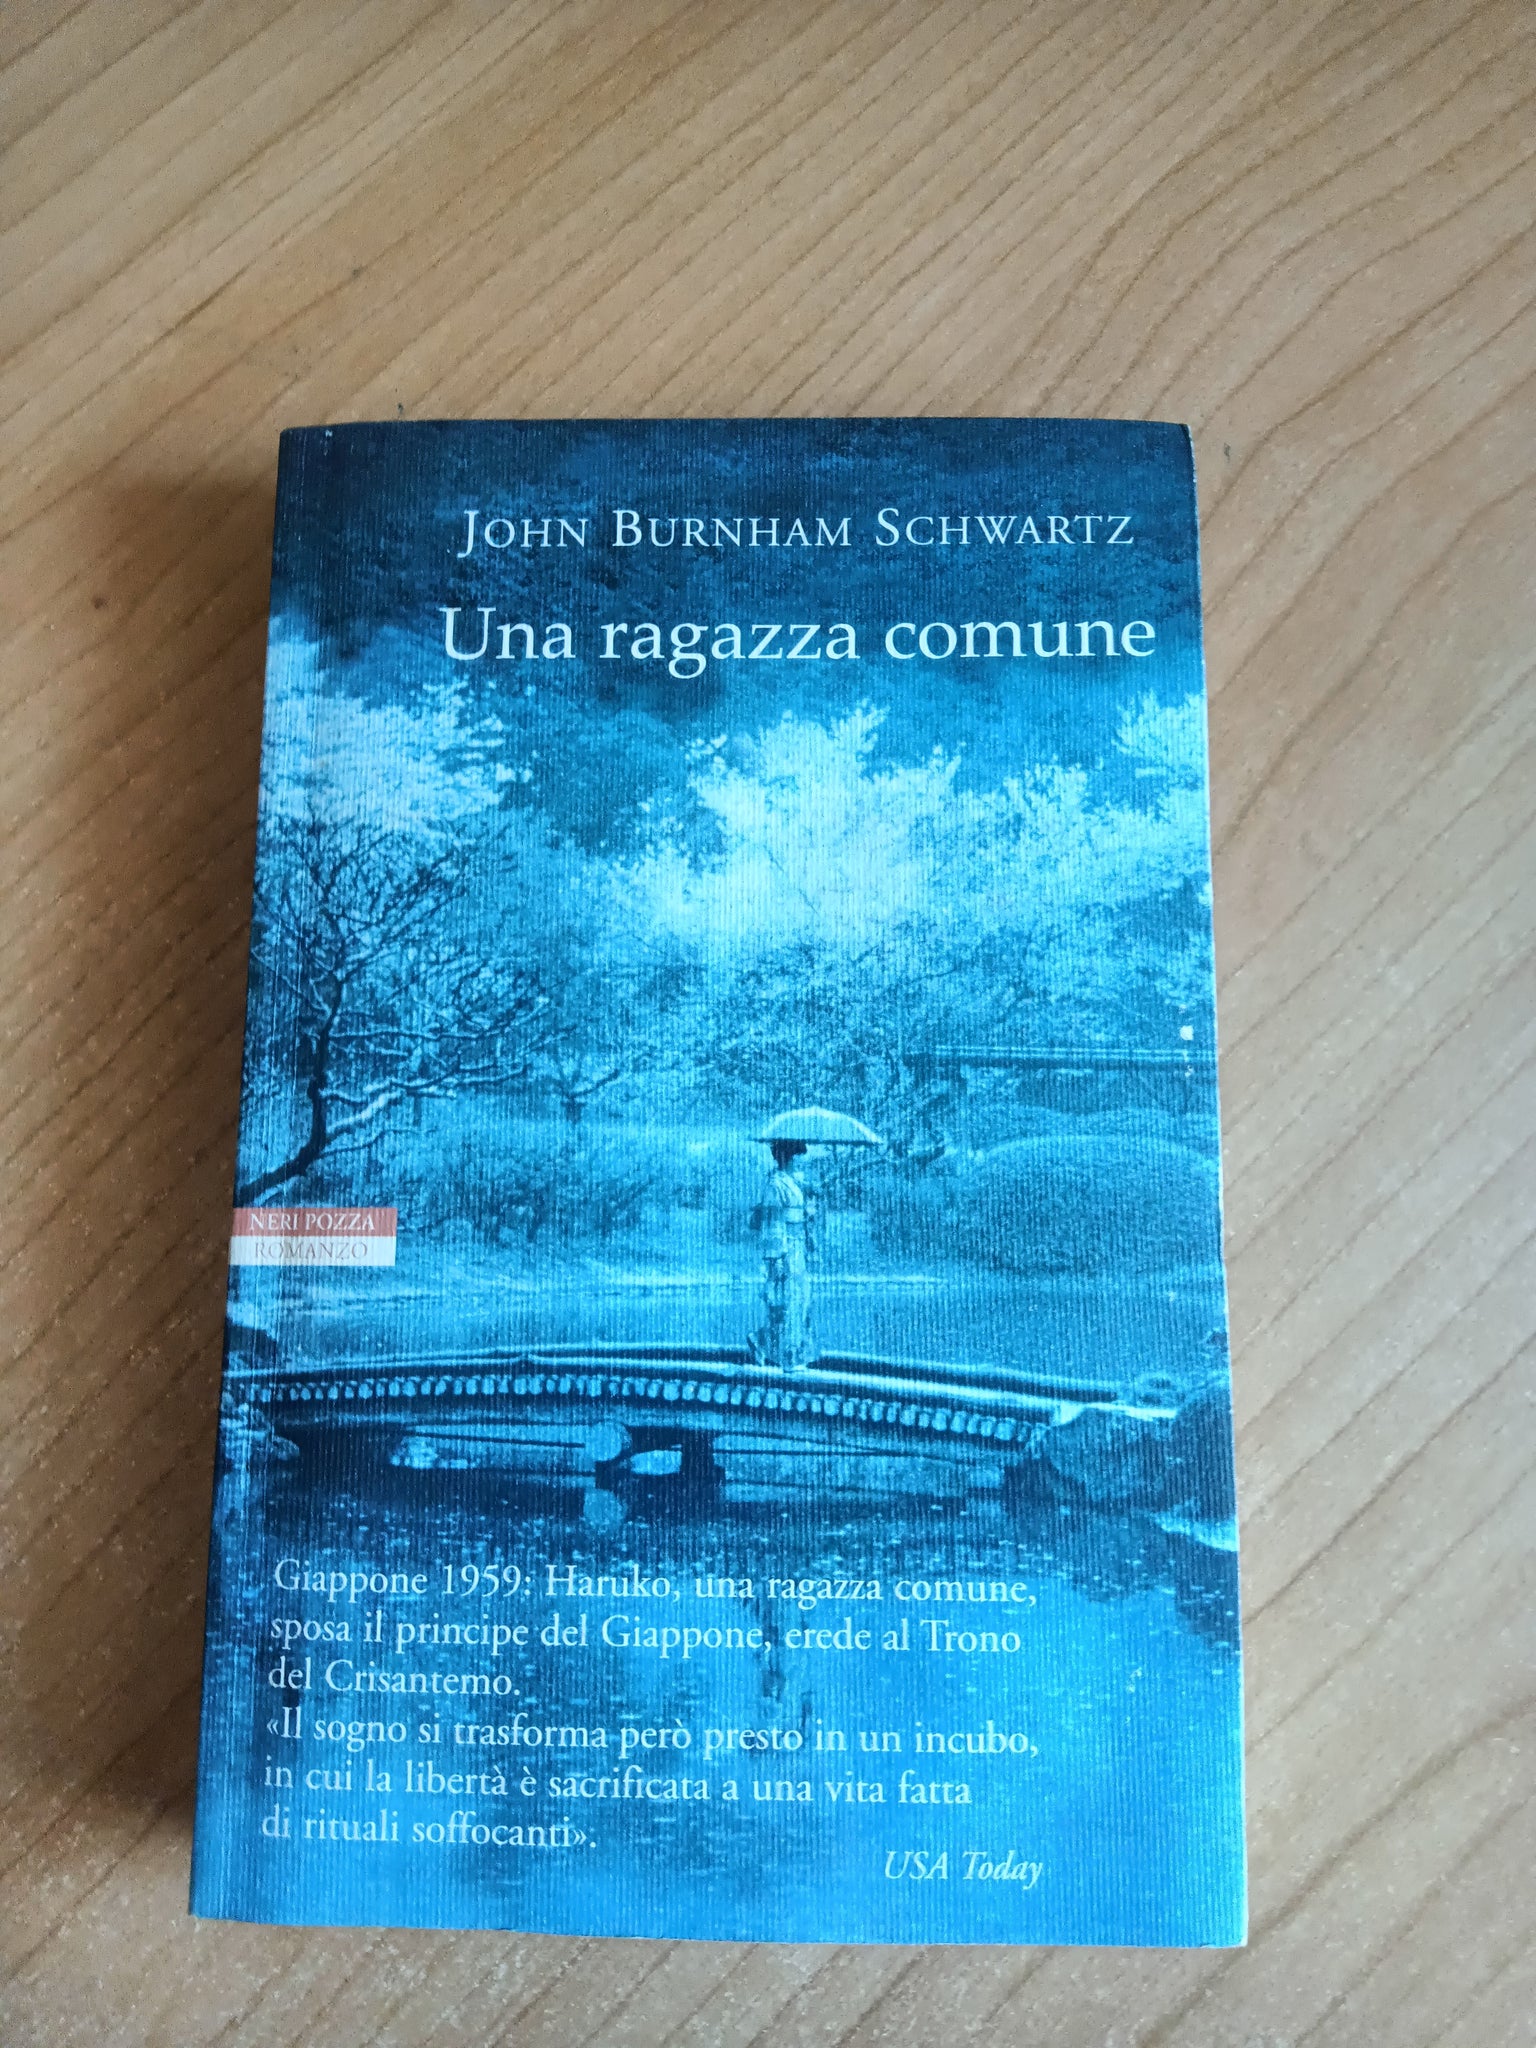 JOHN BURNHAM SCHWARTZ
Una ragazza comune
NERI POZZA
ROMANZO
Giappone 1959: Haruko, una ragazza comune,
sposa il principe del Giappone, erede al Trono
del Crisantemo.
«Il sogno si trasforma però presto in un incubo,
in cui la libertà è sacrificata a una vita fatta
di rituali soffocanti».
USA Today